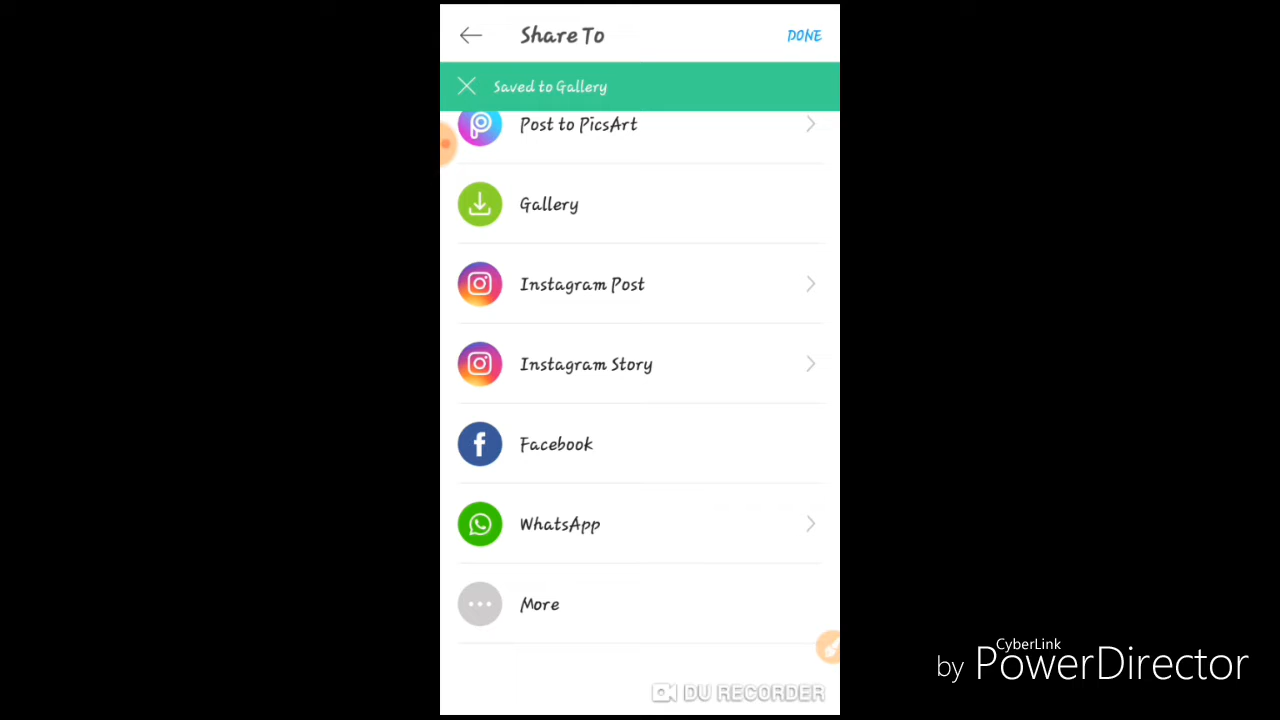 Share To
DONE
Saved to Gallery
Post to PicsArt
Gallery
Instagram Post
Instagram Story
Facebook
WhatsApp
More
DU RECORDER
CyberLink
by PowerDirector